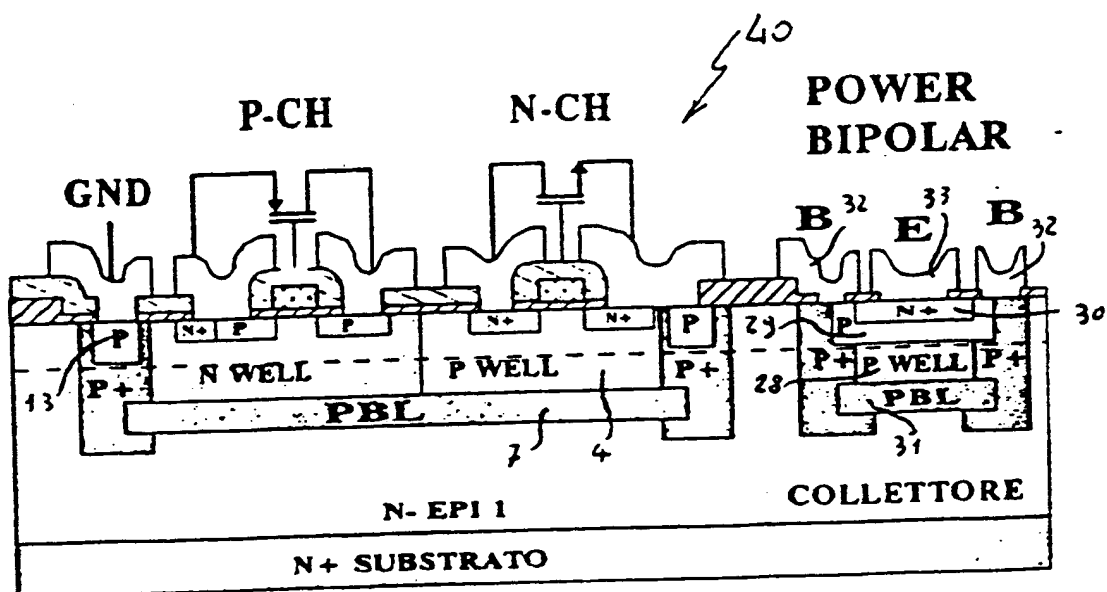 40
P-CH
N-CH
POWER
BIPOLAR
GND
B 32
E 33
B
32
N+ P
P
N+
N+
P
P
N+
30
29
P
13
P+
N WELL
P WELL
P+
P+
P WELL
28
PBL
PBL
7
4
31
N- EPI 1
COLLETTORE
N+ SUBSTRATO